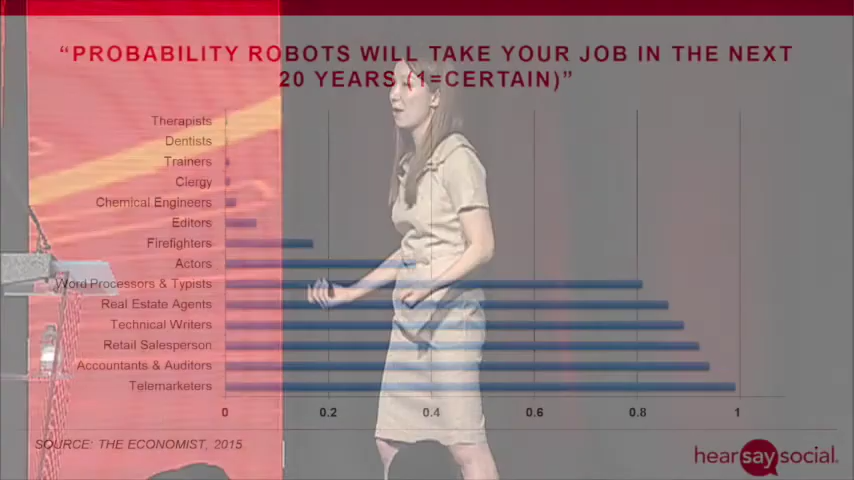 “PROBABILITY ROBOTS WILL TAKE YOUR JOB IN THE NEXT
20 YEARS (1=CERTAIN)”
Therapists
Dentists
Trainers
Clergy
Chemical Engineers
Editors
Firefighters
Actors
Word Processors & Typists
Real Estate Agents
Technical Writers
Retail Salesperson
Accountants & Auditors
Telemarketers
0 0.2 0.4 0.6 0.8 1
SOURCE: THE ECONOMIST, 2015
hearsaysocial.